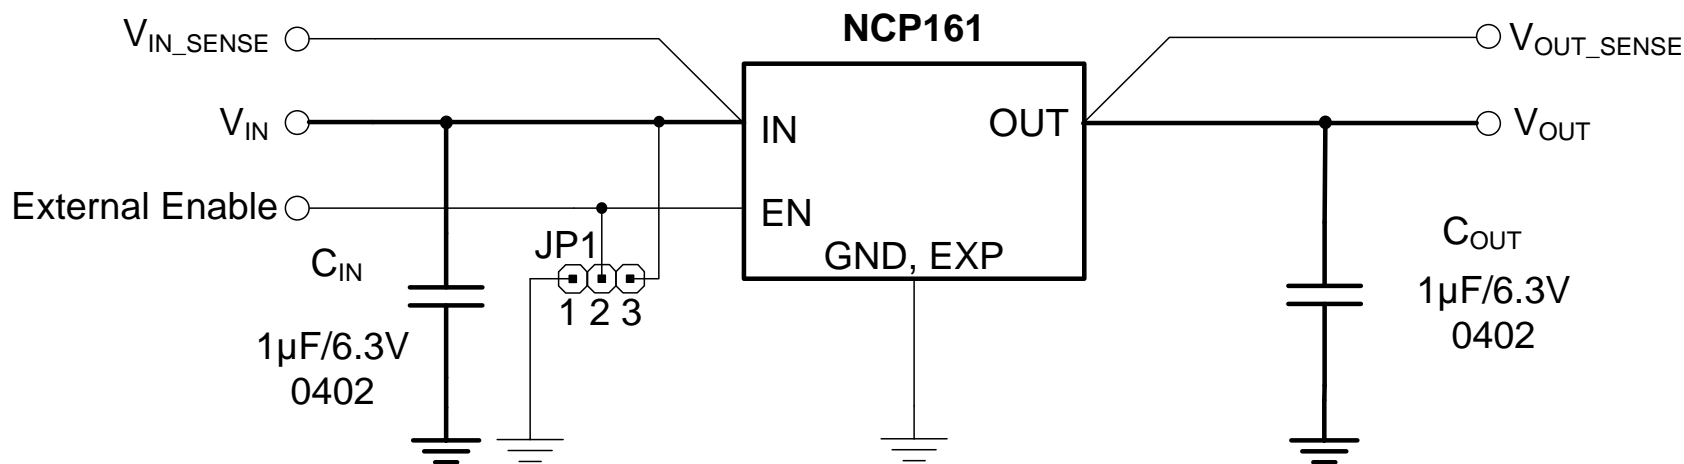 NCP161
VIN_SENSE
VOUT_SENSE
VIN
IN
OUT
VOUT
External Enable
EN
JP1
GND, EXP
CIN
COUT
1 2 3
1µF/6.3V
0402
1µF/6.3V
0402